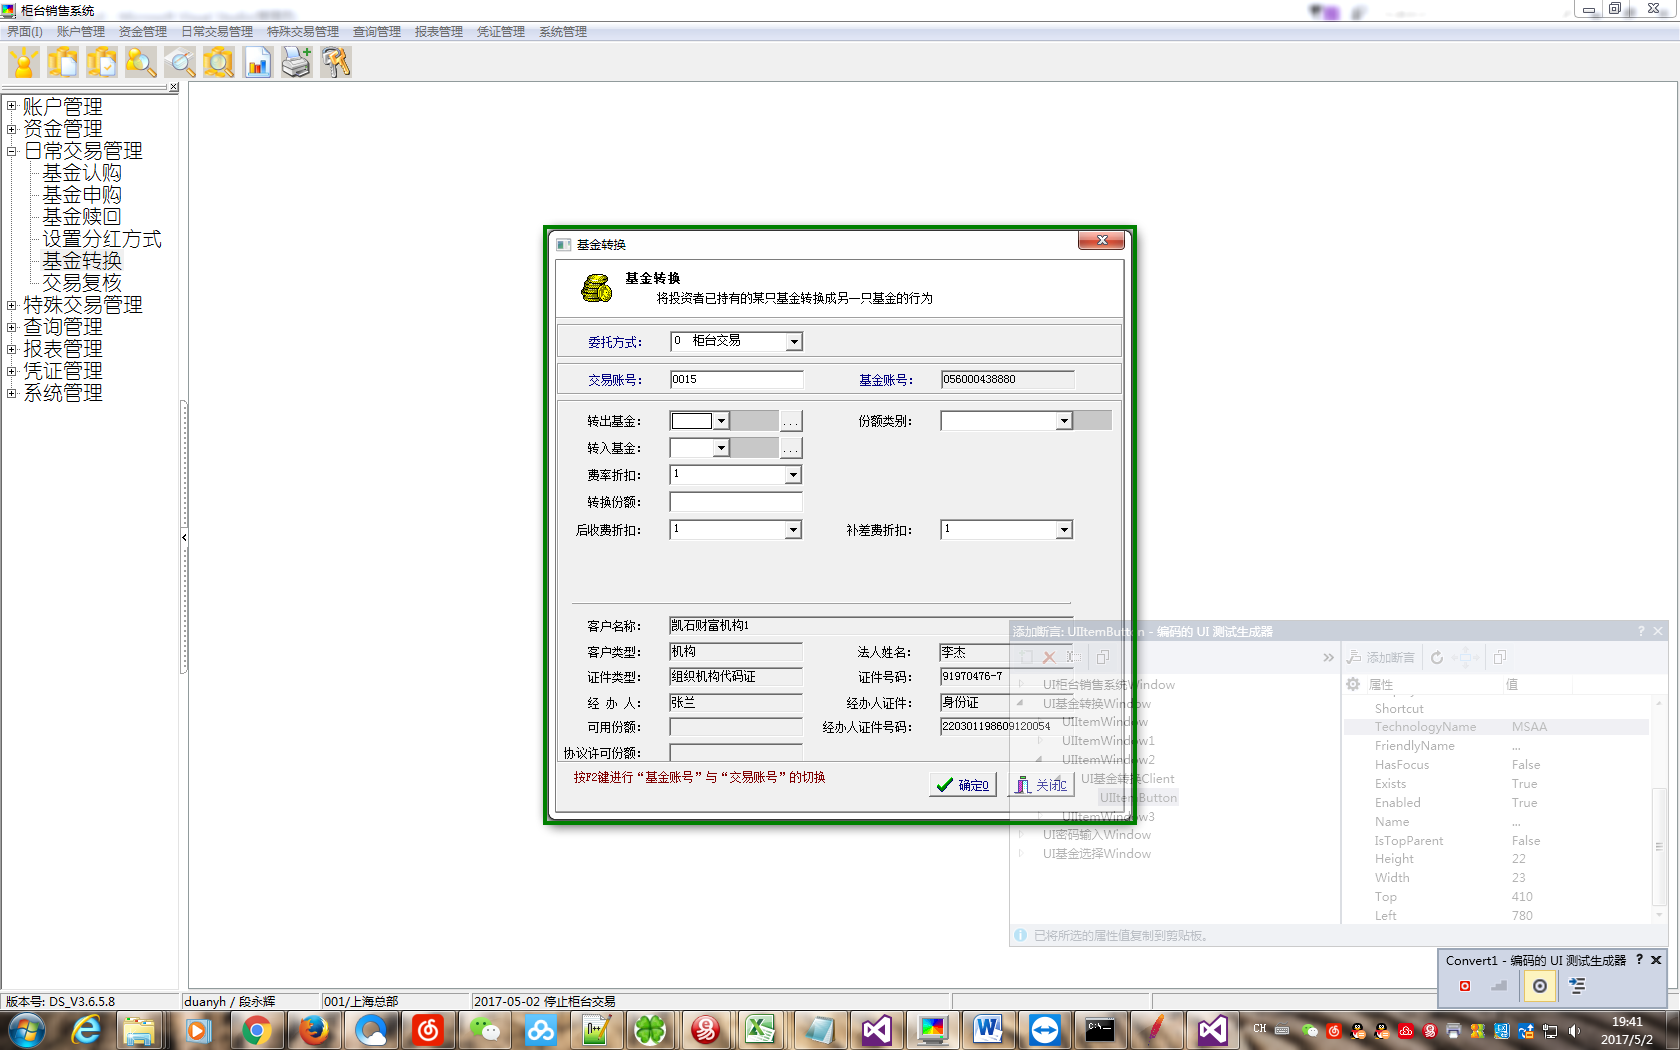 柜台销售系统
界面(I) 账户管理 资金管理 日常交易管理 特殊交易管理 查询管理 报表管理 凭证管理 系统管理
账户管理
资金管理
日常交易管理
基金认购
基金申购
基金赎回
设置分红方式
基金转换
交易复核
特殊交易管理
查询管理
报表管理
凭证管理
系统管理
基金转换
基金转换
将投资者已持有的某只基金转换成另一只基金的行为
委托方式: 0 柜台交易
交易账号: 0015 基金账号: 056000438880
转出基金: ... 份额类别:
转入基金: ...
费率折扣: 1
转换份额:
后收费折扣: 1 补差费折扣: 1
客户名称: 凯石财富机构1
客户类型: 机构 法人姓名: 李杰
证件类型: 组织机构代码证 证件号码: 91970476-7
经 办 人: 张兰 经办人证件: 身份证
可用份额: 经办人证件号码: 220301198609120054
协议许可份额:
按F2键进行“基金账号”与“交易账号”的切换
确定O 关闭C
添加断言: UIItemButton - 编码的 UI 测试生成器 ?
添加断言
UI柜台销售系统Window
UI基金转换Window
UIItemWindow
UIItemWindow1
UIItemWindow2
UI基金转换Client
UIItemButton
UIItemWindow3
UI密码输入Window
UI基金选择Window
属性 值
Shortcut
TechnologyName MSAA
FriendlyName ...
HasFocus False
Exists True
Enabled True
Name ...
IsTopParent False
Height 22
Width 23
Top 410
Left 780
已将所选的属性值复制到剪贴板。
Convert1 - 编码的 UI 测试生成器 ?
版本号: DS_V3.6.5.8 duanyh / 段永辉 001/上海总部 2017-05-02 停止柜台交易
CH
19:41
2017/5/2